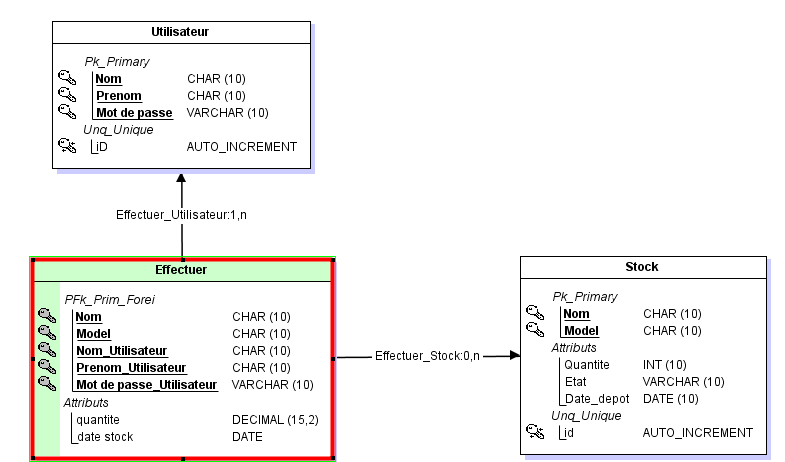 Utilisateur
Pk_Primary
Nom CHAR (10)
Prenom CHAR (10)
Mot de passe VARCHAR (10)
Unq_Unique
iD AUTO_INCREMENT
Effectuer_Utilisateur:1,n
Effectuer
PFk_Prim_Forei
Nom CHAR (10)
Model CHAR (10)
Nom_Utilisateur CHAR (10)
Prenom_Utilisateur CHAR (10)
Mot de passe_Utilisateur VARCHAR (10)
Attributs
quantite DECIMAL (15,2)
date stock DATE
Effectuer_Stock:0,n
Stock
Pk_Primary
Nom CHAR (10)
Model CHAR (10)
Attributs
Quantite INT (10)
Etat VARCHAR (10)
Date_depot DATE (10)
Unq_Unique
id AUTO_INCREMENT